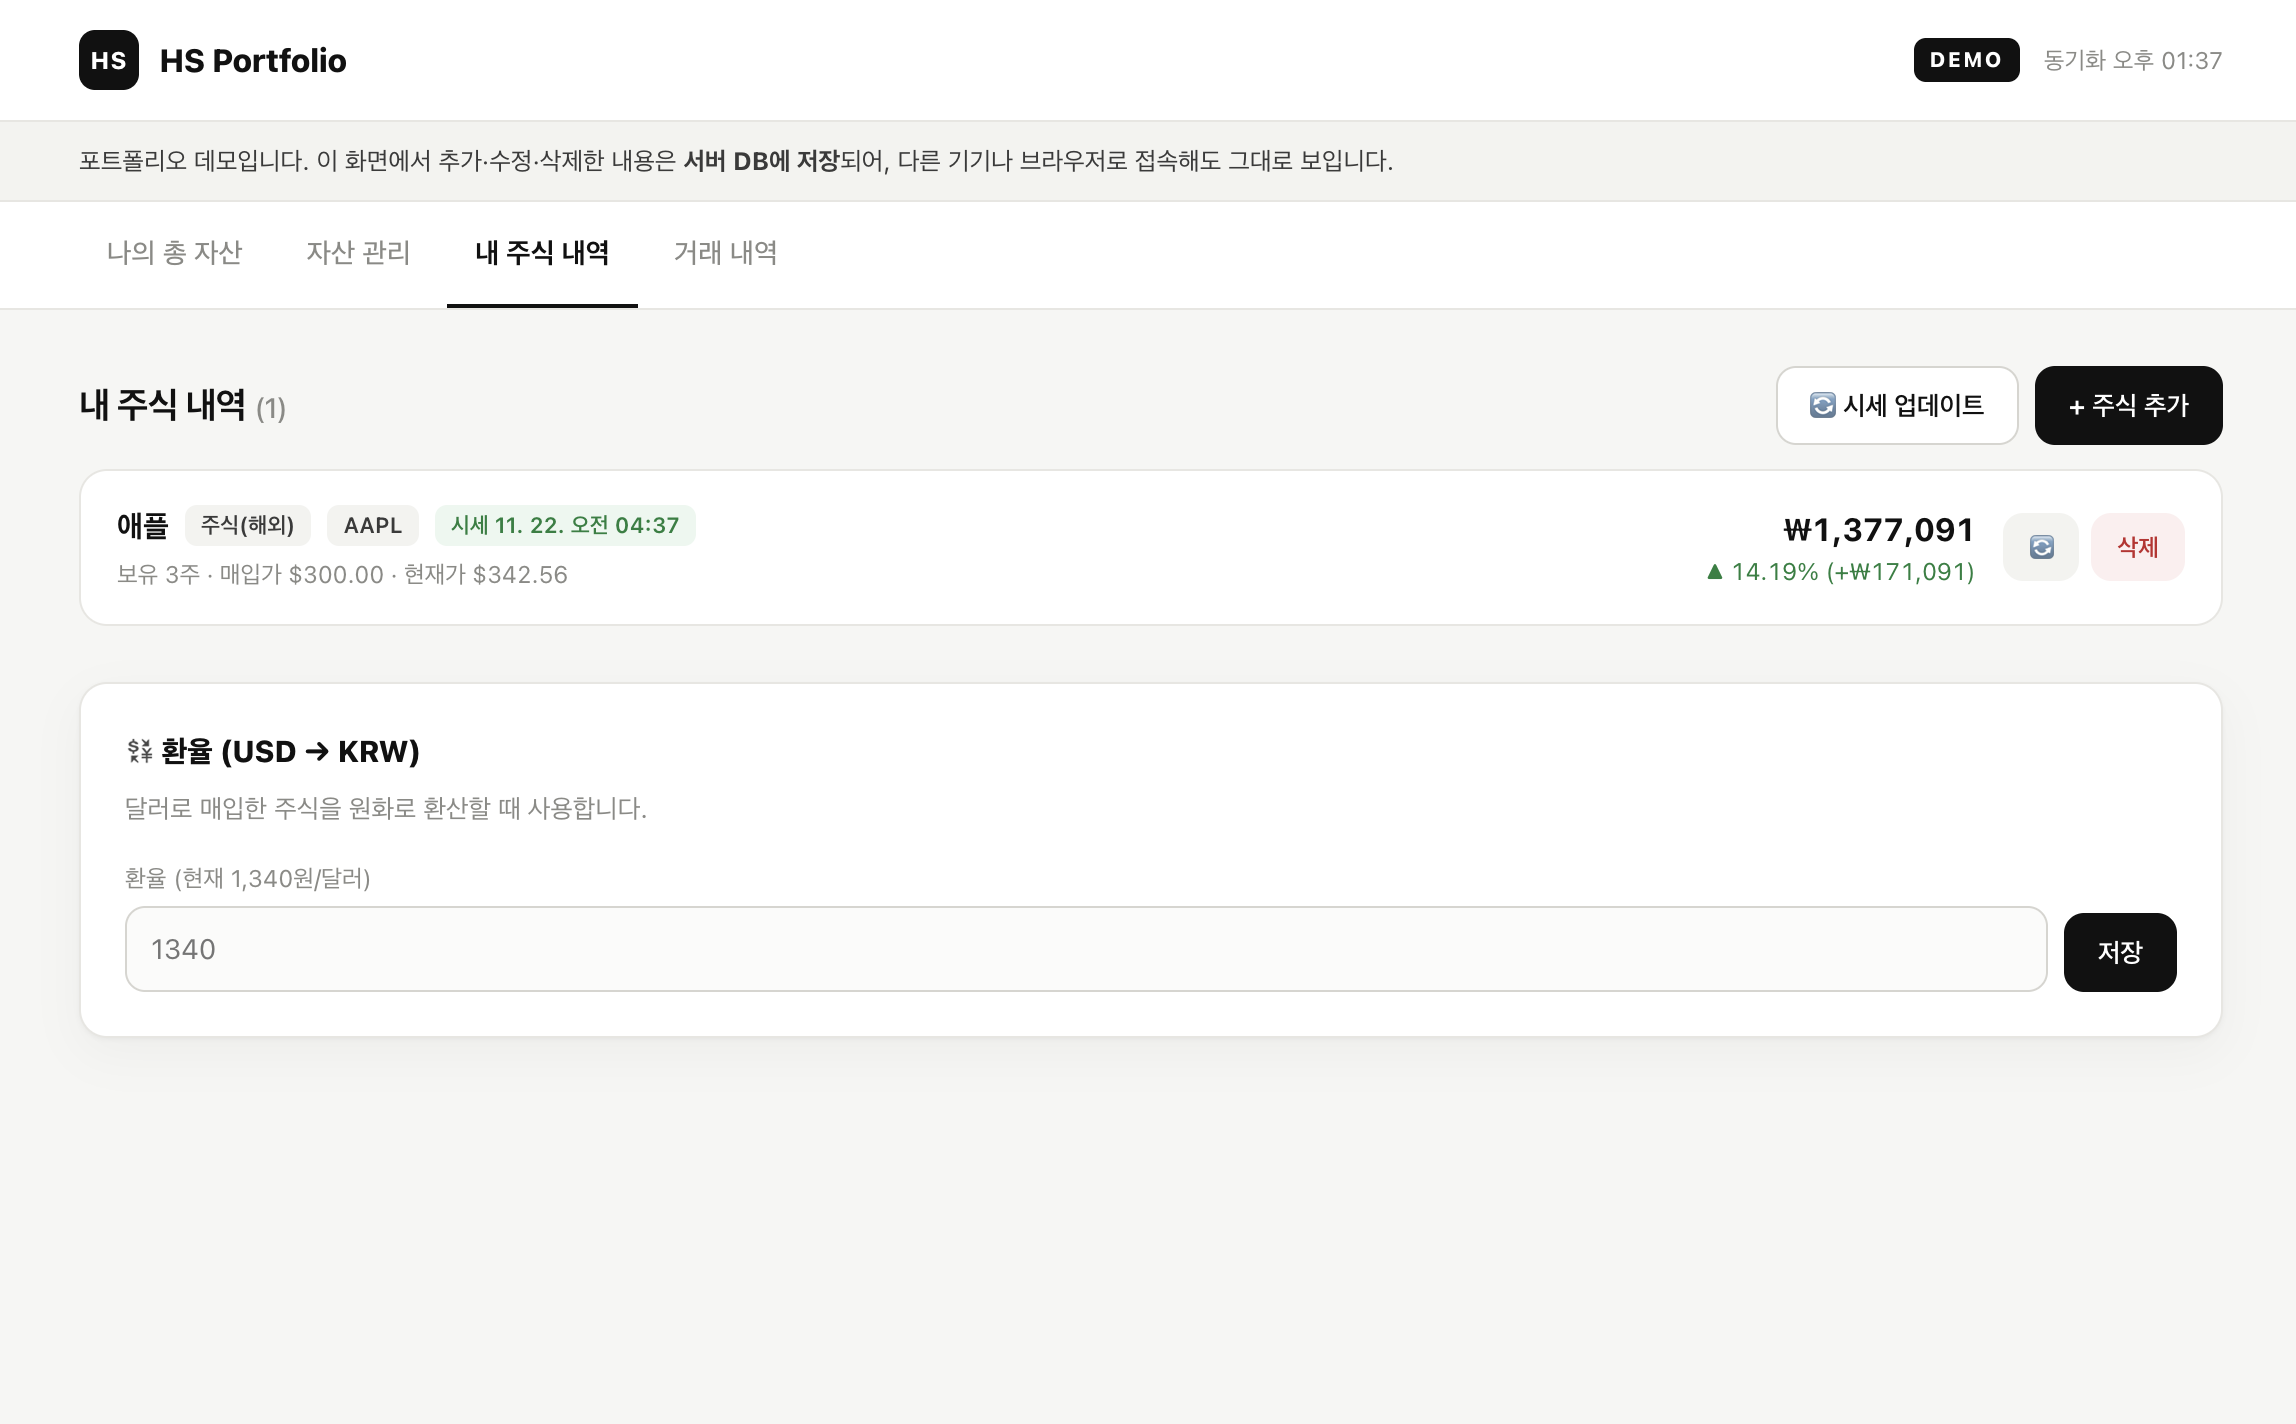 HS HS Portfolio
DEMO 동기화 오후 01:37
포트폴리오 데모입니다. 이 화면에서 추가·수정·삭제한 내용은 서버 DB에 저장되어, 다른 기기나 브라우저로 접속해도 그대로 보입니다.
나의 총 자산 자산 관리 내 주식 내역 거래 내역
내 주식 내역 (1)
🔄 시세 업데이트 + 주식 추가
애플 주식(해외) AAPL 시세 11. 22. 오전 04:37
보유 3주 · 매입가 $300.00 · 현재가 $342.56
₩1,377,091
▲ 14.19% (+₩171,091)
🔄 삭제
💱 환율 (USD → KRW)
달러로 매입한 주식을 원화로 환산할 때 사용합니다.
환율 (현재 1,340원/달러)
1340 저장